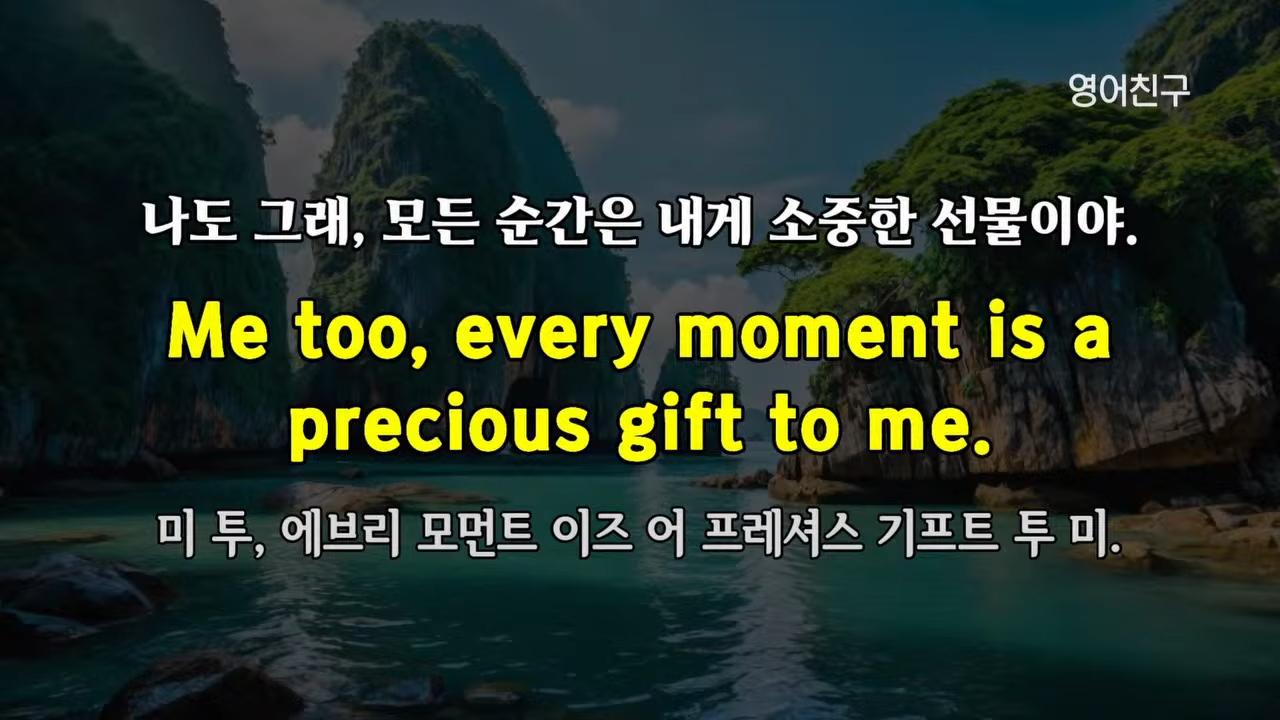 영어친구
나도 그래, 모든 순간은 내게 소중한 선물이야.
Me too, every moment is a
precious gift to me.
미 투, 에브리 모먼트 이즈 어 프레셔스 기프트 투 미.